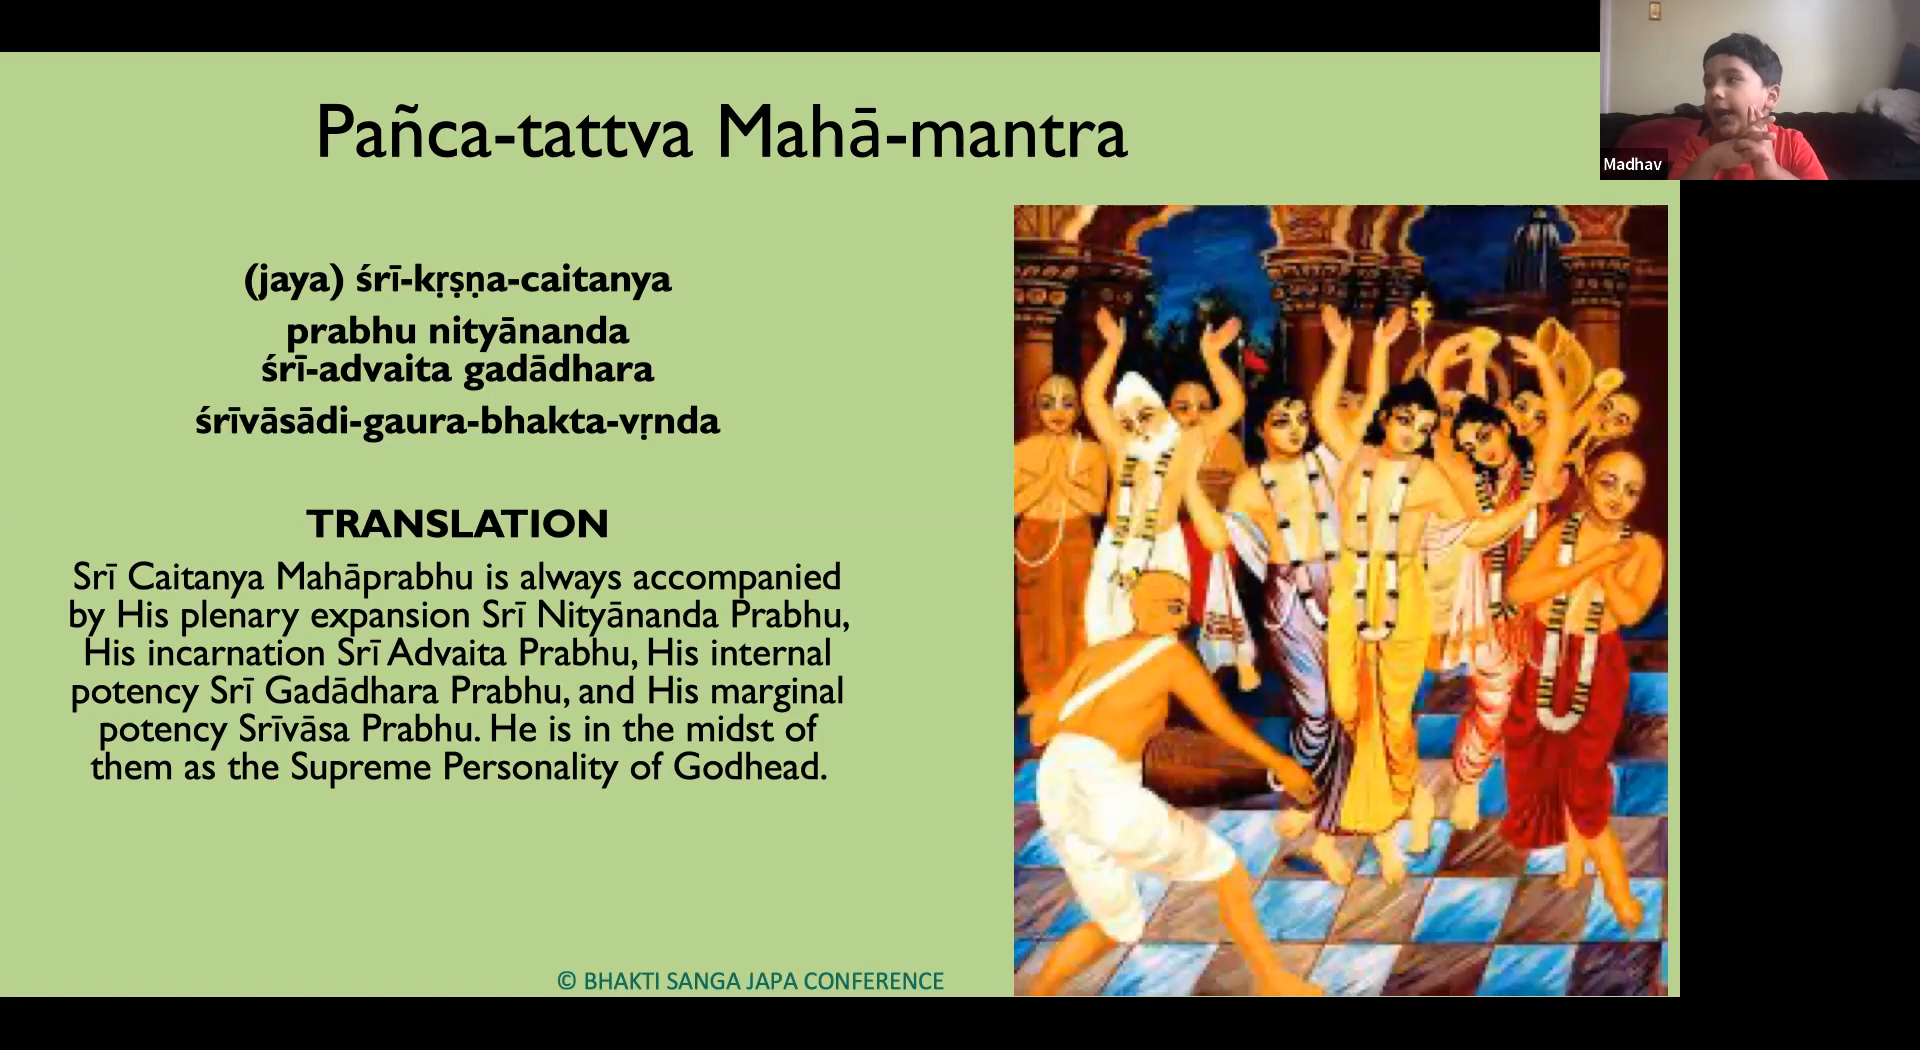 Pañca-tattva Mahā-mantra
Madhav
(jaya) śrī-kṛṣṇa-caitanya
prabhu nityānanda
śrī-advaita gadādhara
śrīvāsādi-gaura-bhakta-vṛnda
TRANSLATION
Srī Caitanya Mahāprabhu is always accompanied
by His plenary expansion Srī Nityānanda Prabhu,
His incarnation Srī Advaita Prabhu, His internal
potency Srī Gadādhara Prabhu, and His marginal
potency Srīvāsa Prabhu. He is in the midst of
them as the Supreme Personality of Godhead.
© BHAKTI SANGA JAPA CONFERENCE